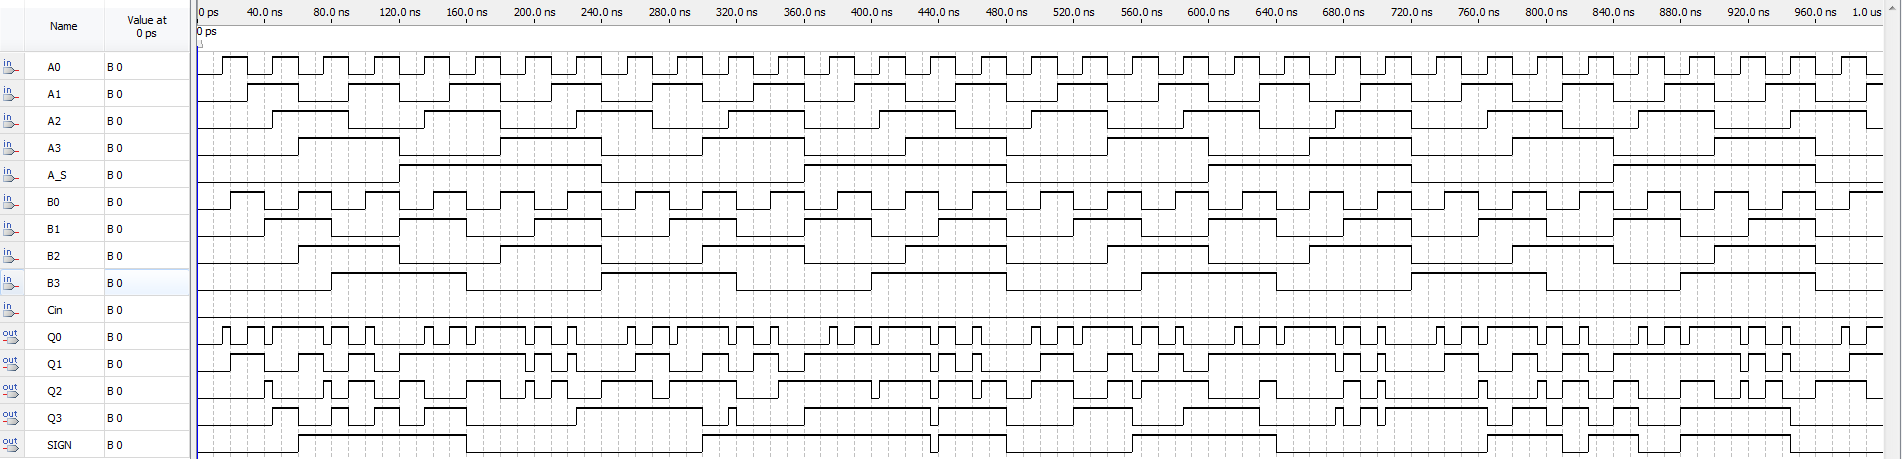 Name Value at 0 ps 0 ps 40.0 ns 80.0 ns 120.0 ns 160.0 ns 200.0 ns 240.0 ns 280.0 ns 320.0 ns 360.0 ns 400.0 ns 440.0 ns 480.0 ns 520.0 ns 560.0 ns 600.0 ns 640.0 ns 680.0 ns 720.0 ns 760.0 ns 800.0 ns 840.0 ns 880.0 ns 920.0 ns 960.0 ns 1.0 us
0 ps
in A0 B 0
in A1 B 0
in A2 B 0
in A3 B 0
in A_S B 0
in B0 B 0
in B1 B 0
in B2 B 0
in B3 B 0
in Cin B 0
out Q0 B 0
out Q1 B 0
out Q2 B 0
out Q3 B 0
out SIGN B 0